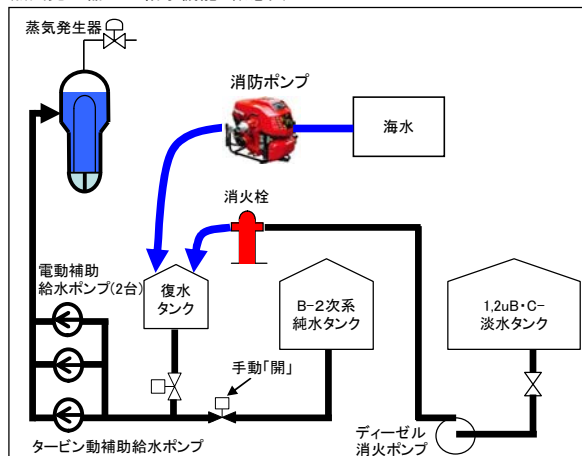 蒸気発生器
消防ポンプ
海水
消火栓
電動補助
給水ポンプ(2台)
復水
タンク
B-2次系
純水タンク
1,2uB・C-
淡水タンク
手動「開」
タービン動補助給水ポンプ
ディーゼル
消火ポンプ